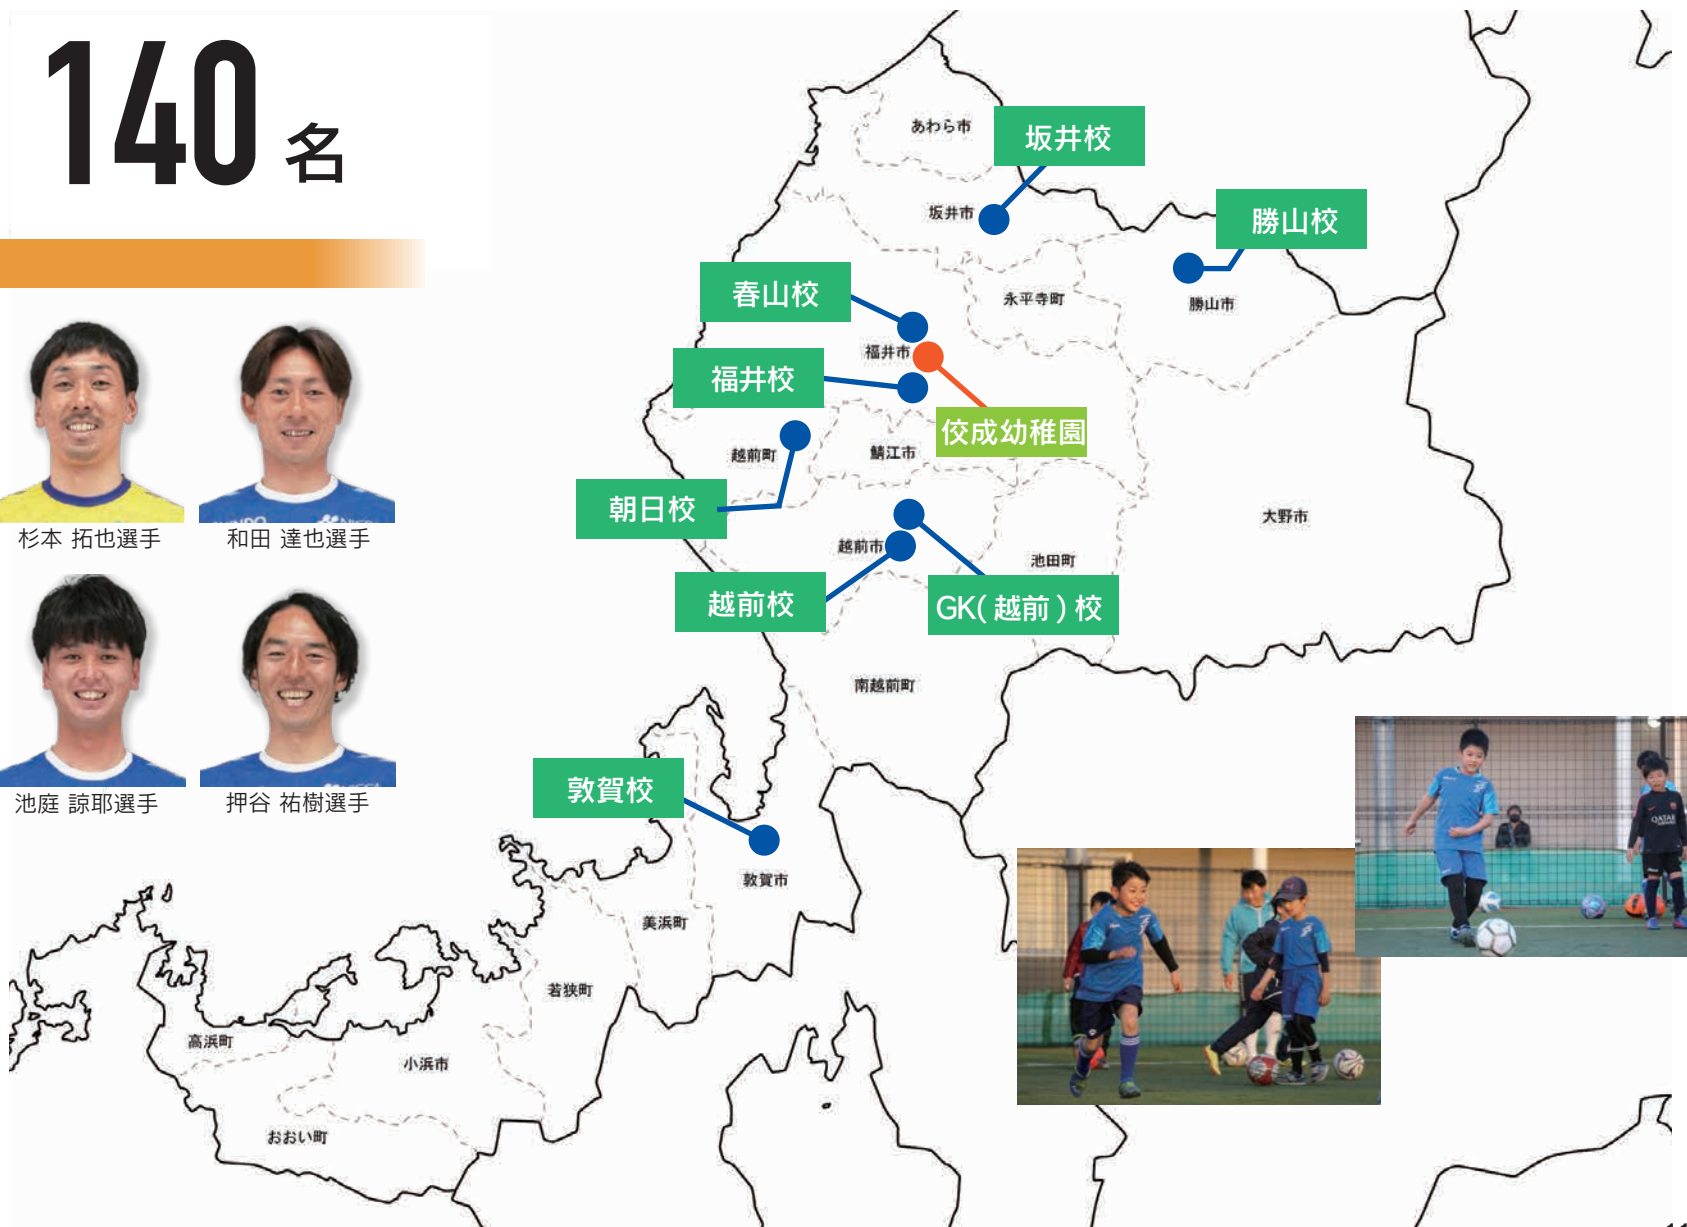 140 名
杉本 拓也選手
和田 達也選手
池庭 諒耶選手
押谷 祐樹選手
あわら市
坂井校
坂井市
勝山校
勝山市
永平寺町
春山校
福井市
福井校
佼成幼稚園
越前町
鯖江市
朝日校
大野市
越前市
池田町
越前校
GK(越前)校
南越前町
敦賀校
敦賀市
美浜町
若狭町
高浜町
小浜市
おおい町
QATAR